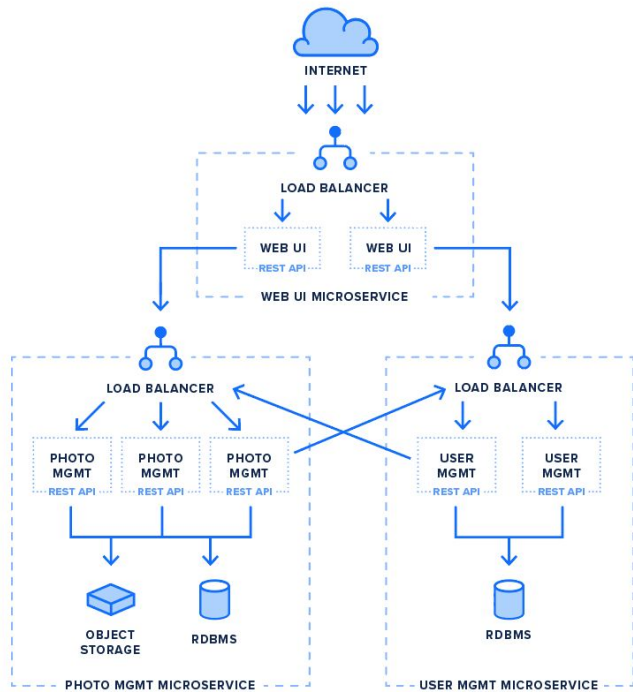 INTERNET
LOAD BALANCER
WEB UI
REST API
WEB UI
REST API
WEB UI MICROSERVICE
LOAD BALANCER
PHOTO
MGMT
REST API
PHOTO
MGMT
REST API
PHOTO
MGMT
REST API
OBJECT
STORAGE
RDBMS
PHOTO MGMT MICROSERVICE
LOAD BALANCER
USER
MGMT
REST API
USER
MGMT
REST API
RDBMS
USER MGMT MICROSERVICE